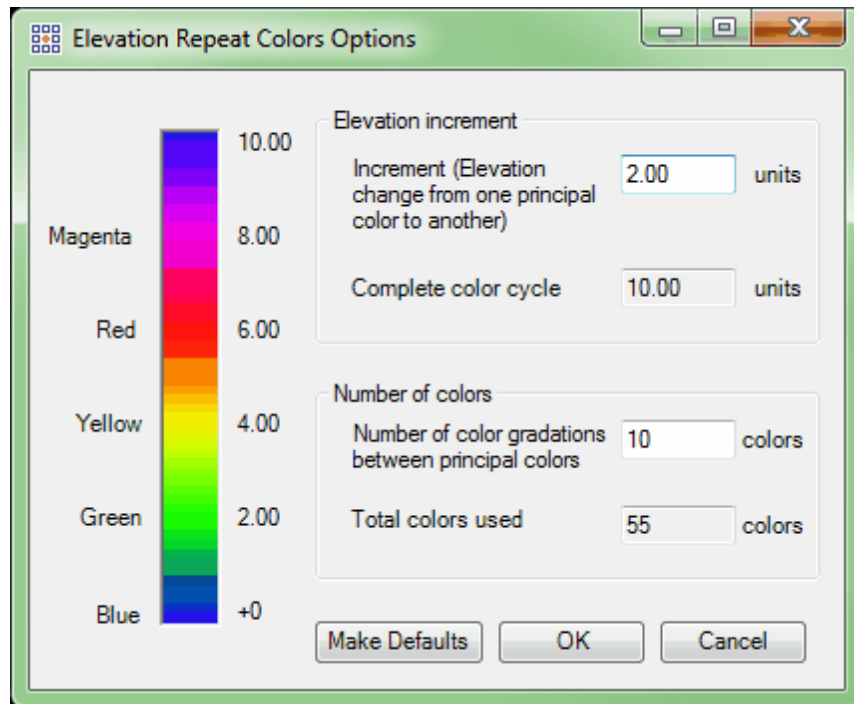 Elevation Repeat Colors Options
10.00
Magenta 8.00
Red 6.00
Yellow 4.00
Green 2.00
Blue +0
Elevation increment
Increment (Elevation
change from one principal
color to another)
2.00 units
Complete color cycle 10.00 units
Number of colors
Number of color gradations
between principal colors
10 colors
Total colors used 55 colors
Make Defaults OK Cancel